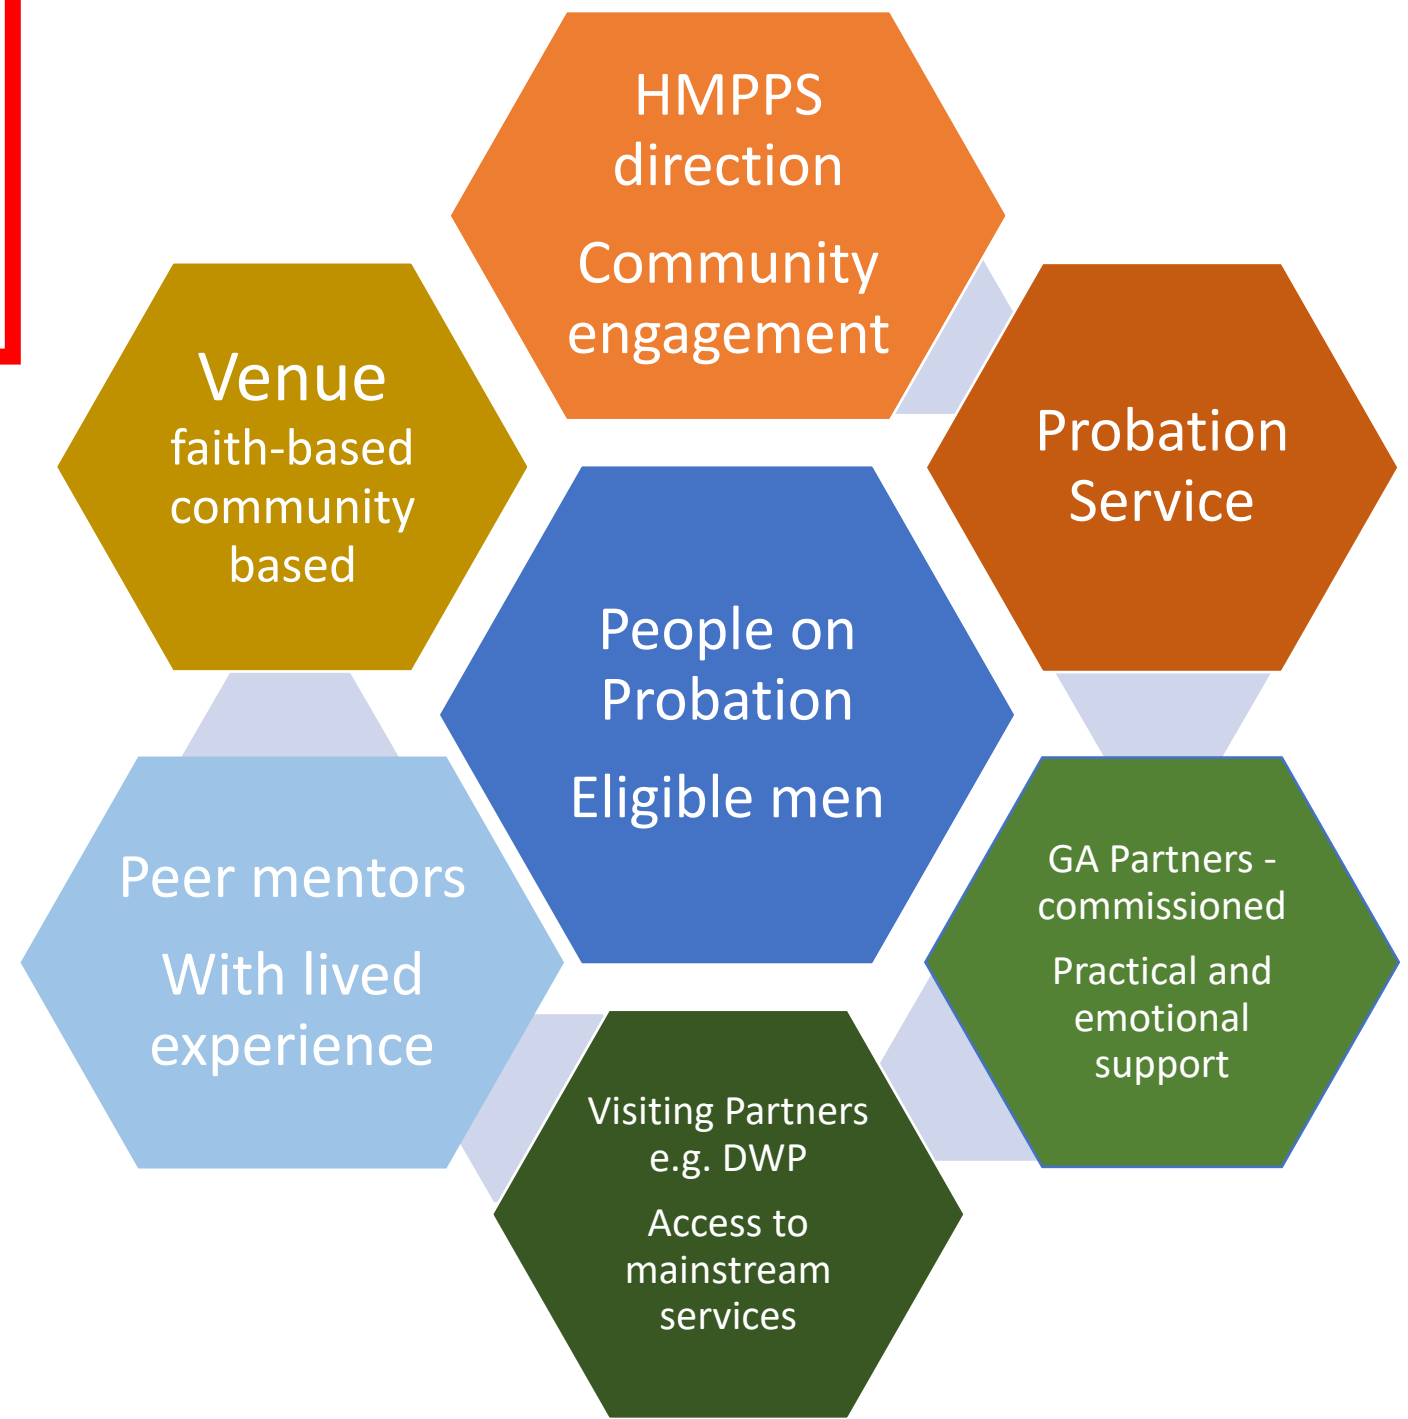 HMPPS
direction
Community
engagement
Probation
Service
GA Partners -
commissioned
Practical and
emotional
support
Visiting Partners
e.g. DWP
Access to
mainstream
services
Peer mentors
With lived
experience
Venue
faith-based
community
based
People on
Probation
Eligible men